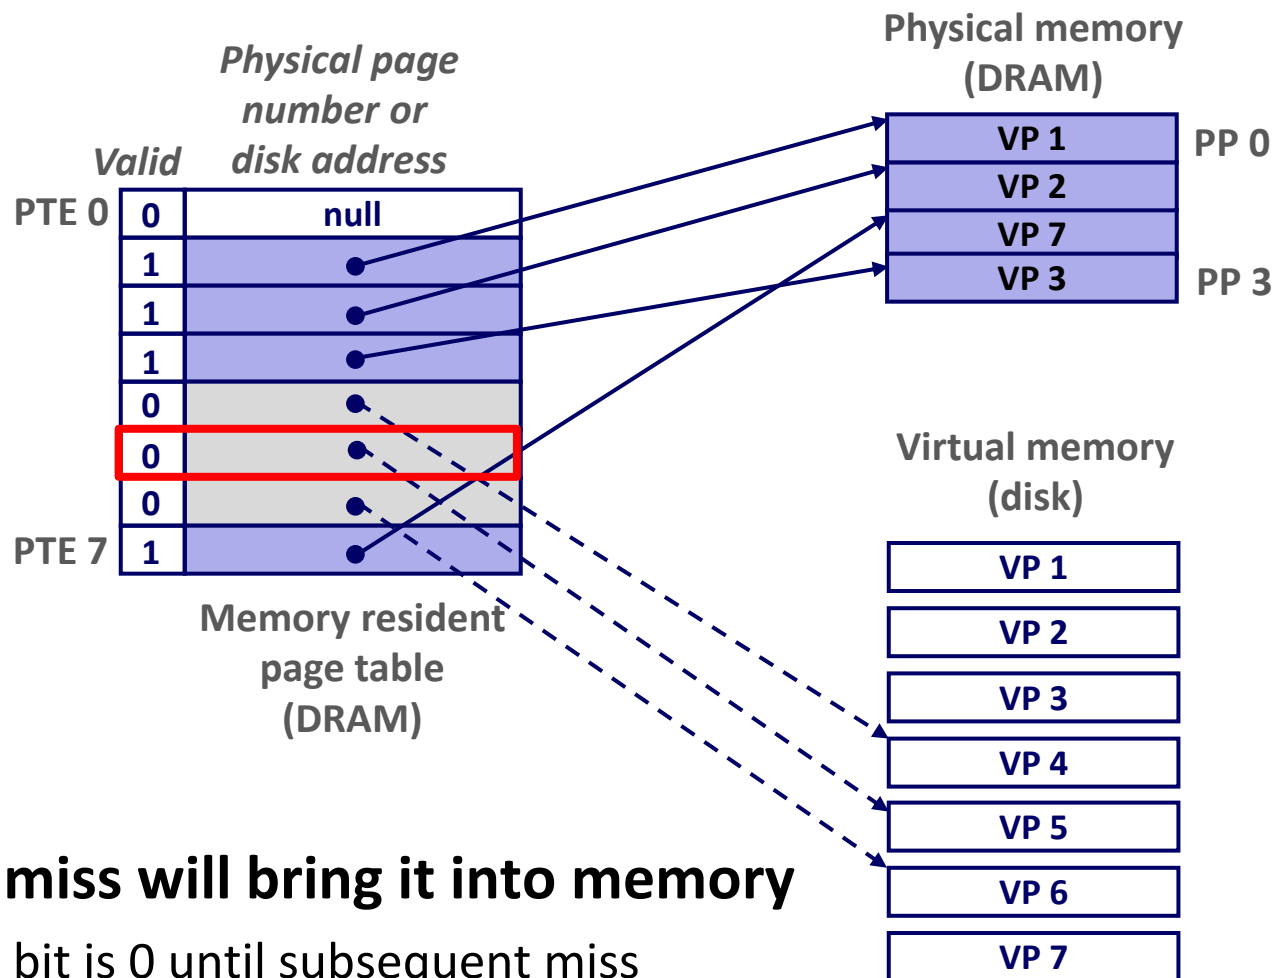 Physical memory
(DRAM)
Physical page
number or
disk address
Valid
VP 1
PP 0
VP 2
VP 7
VP 3
PP 3
PTE 0
0
null
1
1
1
0
0
0
PTE 7
1
Memory resident
page table
(DRAM)
Virtual memory
(disk)
VP 1
VP 2
VP 3
VP 4
VP 5
VP 6
VP 7
miss will bring it into memory
bit is 0 until subsequent miss